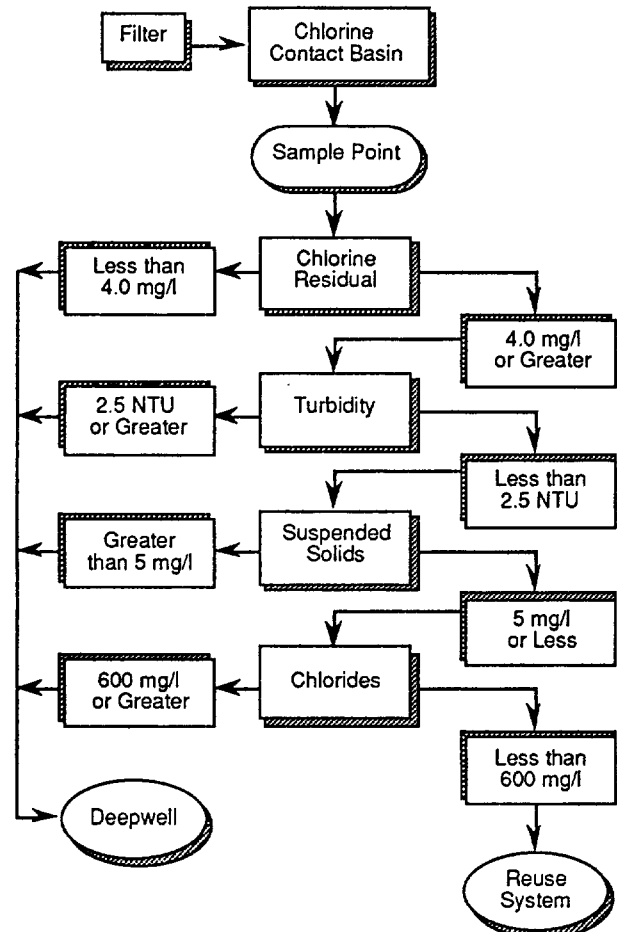 Filter
Chlorine
Contact Basin
Sample Point
Chlorine
Residual
Less than
4.0 mg/l
4.0 mg/l
or Greater
Turbidity
2.5 NTU
or Greater
Less than
2.5 NTU
Suspended
Solids
Greater
than 5 mg/l
5 mg/l
or Less
Chlorides
600 mg/l
or Greater
Less than
600 mg/l
Deepwell
Reuse
System